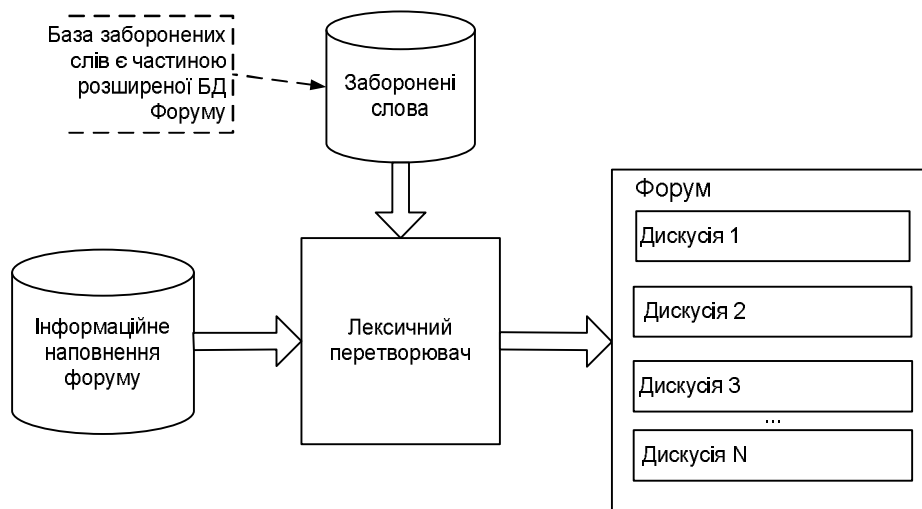 База заборонених
слів є частиною
розширеної БД
Форуму
Заборонені
слова
Інформаційне
наповнення
форуму
Лексичний
перетворювач
Форум
Дискусія 1
Дискусія 2
Дискусія 3
...
Дискусія N